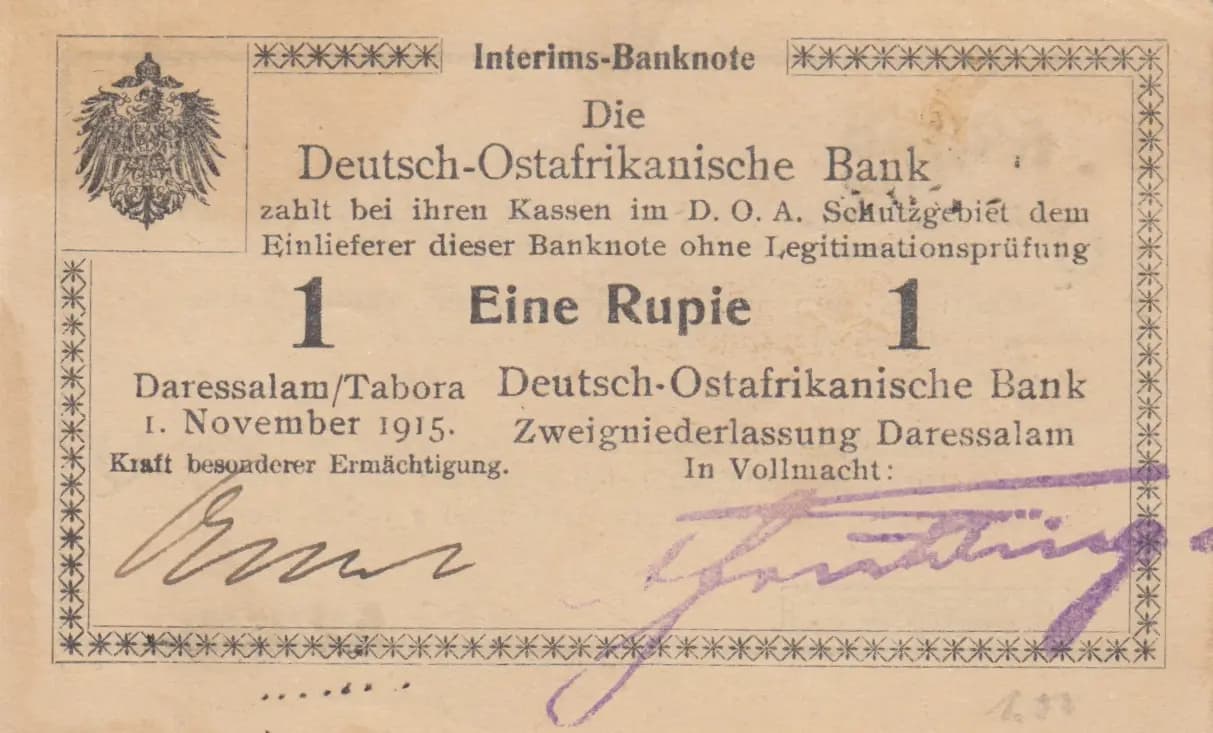 Interims-Banknote
Die
Deutsch-Ostafrikanische Bank
zahlt bei ihren Kassen im D. O. A. Schutzgebiet dem
Einlieferer dieser Banknote ohne Legitimationsprüfung
1 Eine Rupie 1
Daressalam/Tabora
1. November 1915.
Kraft besonderer Ermächtigung.
Deutsch-Ostafrikanische Bank
Zweigniederlassung Daressalam
In Vollmacht: